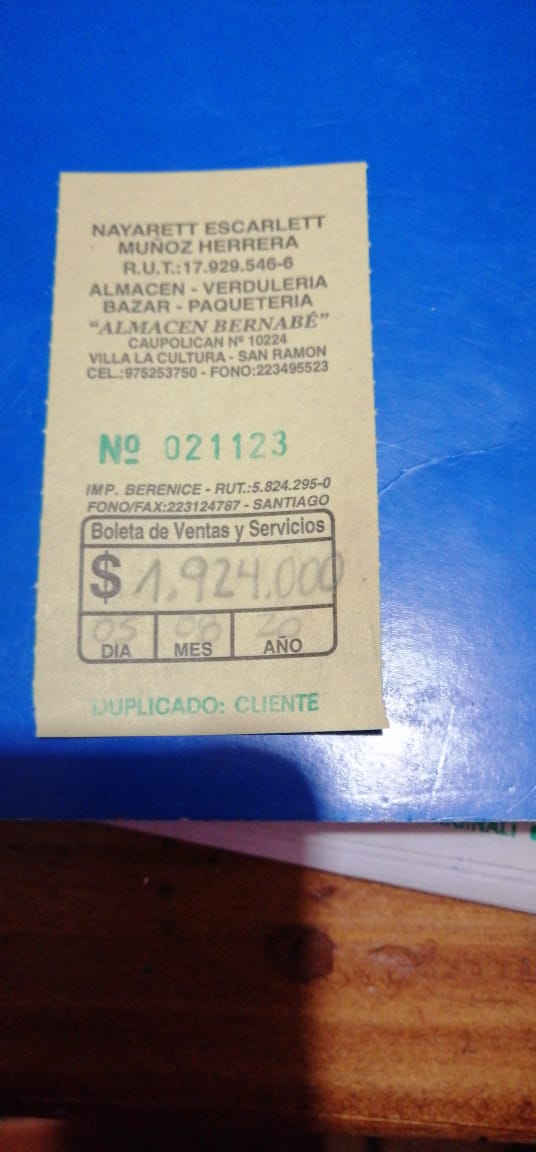 NAYARETT ESCARLETT
MUÑOZ HERRERA
R.U.T.:17.929.546-6
ALMACEN - VERDULERIA
BAZAR - PAQUETERIA
"ALMACEN BERNABÉ"
CAUPOLICAN Nº 10224
VILLA LA CULTURA - SAN RAMON
CEL.:975253750 - FONO:223495523
Nº 021123
IMP. BERENICE - RUT.:5.824.295-0
FONO/FAX:223124787 - SANTIAGO
Boleta de Ventas y Servicios
$ 1.924.000
05 08 20
DIA MES AÑO
DUPLICADO: CLIENTE